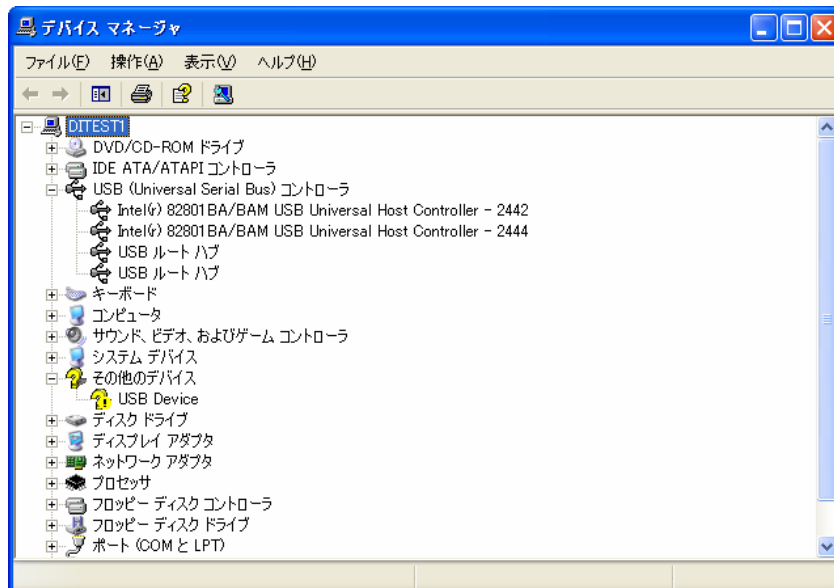 デバイス マネージャ
ファイル(F) 操作(A) 表示(V) ヘルプ(H)
DITEST1
DVD/CD-ROM ドライブ
IDE ATA/ATAPI コントローラ
USB (Universal Serial Bus) コントローラ
Intel(r) 82801BA/BAM USB Universal Host Controller - 2442
Intel(r) 82801BA/BAM USB Universal Host Controller - 2444
USB ルート ハブ
USB ルート ハブ
キーボード
コンピュータ
サウンド、ビデオ、およびゲーム コントローラ
システム デバイス
その他のデバイス
USB Device
ディスク ドライブ
ディスプレイ アダプタ
ネットワーク アダプタ
プロセッサ
フロッピー ディスク コントローラ
フロッピー ディスク ドライブ
ポート (COM と LPT)